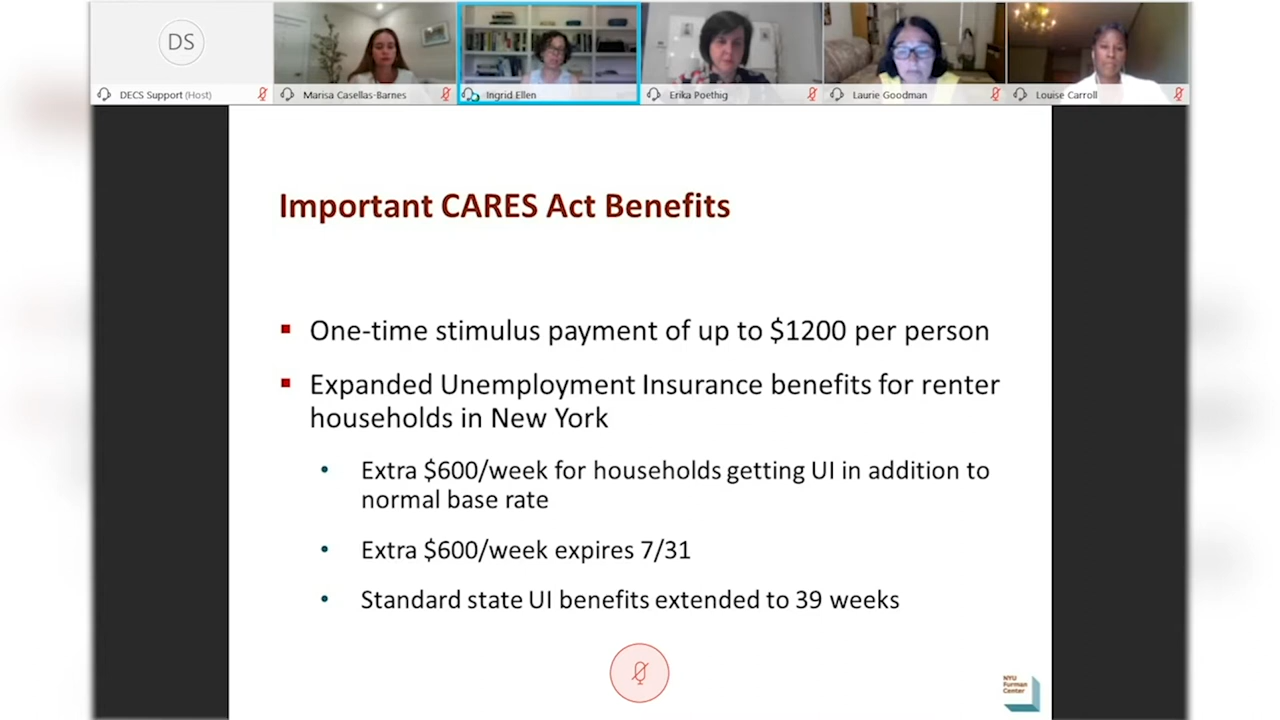 DS
DECS Support (Host)
Marisa Casellas-Barnes
Ingrid Ellen
Erika Poethig
Laurie Goodman
Louise Carroll
Important CARES Act Benefits
One-time stimulus payment of up to $1200 per person
Expanded Unemployment Insurance benefits for renter
households in New York
Extra $600/week for households getting UI in addition to
normal base rate
Extra $600/week expires 7/31
Standard state UI benefits extended to 39 weeks
NYU
Furman
Center